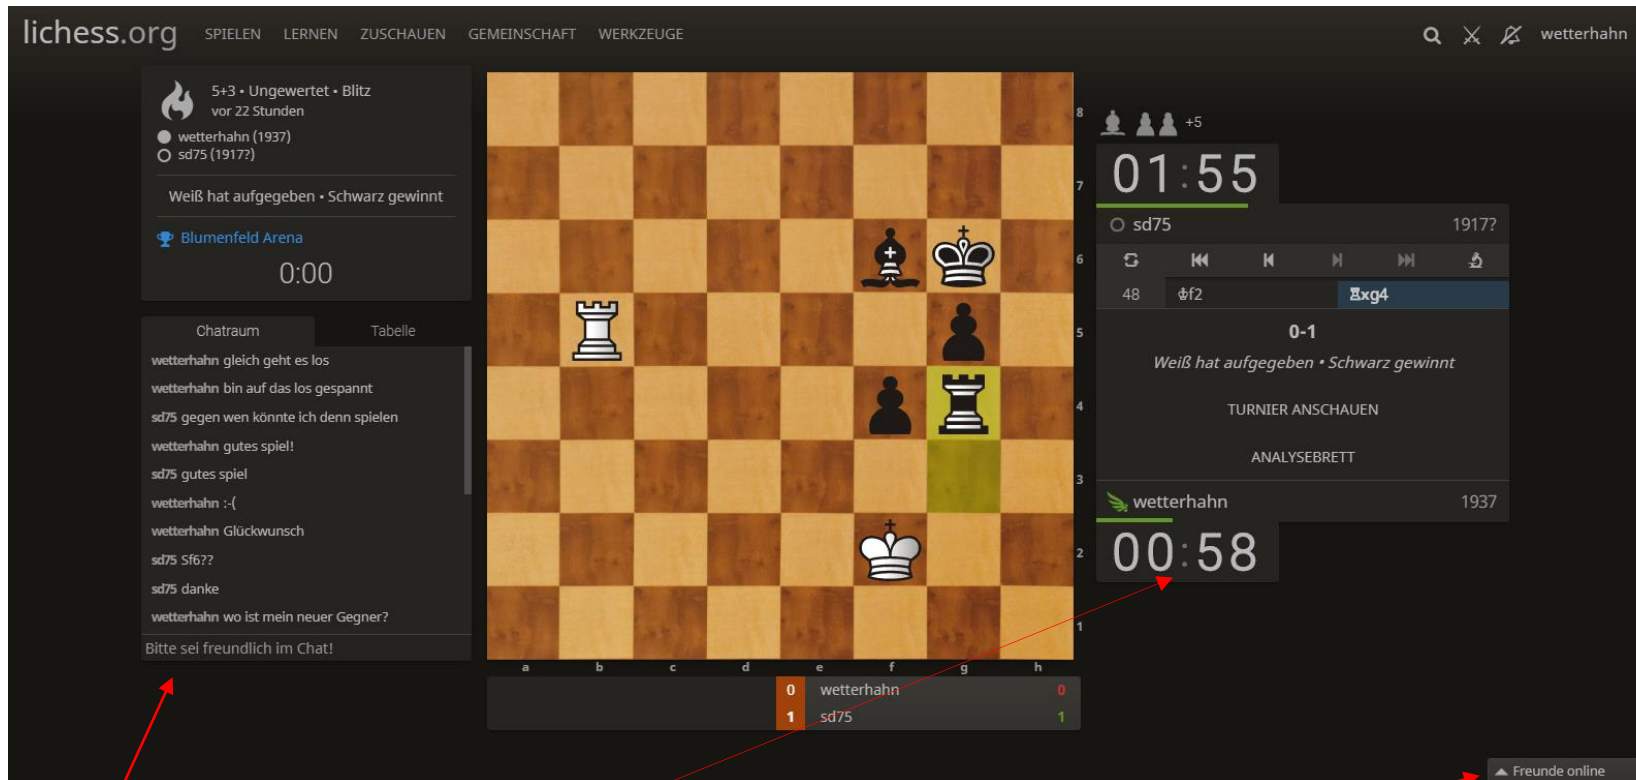 lichess.org SPIELEN LERNEN ZUSCHAUEN GEMEINSCHAFT WERKZEUGE wetterhahn
5+3 • Ungewertet • Blitz
vor 22 Stunden
wetterhahn (1937)
sd75 (1917?)
Weiß hat aufgegeben • Schwarz gewinnt
Blumenfeld Arena
0:00
Chatraum Tabelle
wetterhahn gleich geht es los
wetterhahn bin auf das los gespannt
sd75 gegen wen könnte ich denn spielen
wetterhahn gutes spiel!
sd75 gutes spiel
wetterhahn :-(
wetterhahn Glückwunsch
sd75 Sf6??
sd75 danke
wetterhahn wo ist mein neuer Gegner?
Bitte sei freundlich im Chat!
8
7
6
5
4
3
2
1
a b c d e f g h
0 wetterhahn 0
1 sd75 1
+5
01:55
sd75 1917?
48 ♔f2 ♖xg4
0-1
Weiß hat aufgegeben • Schwarz gewinnt
TURNIER ANSCHAUEN
ANALYSEBRETT
wetterhahn 1937
00:58
Freunde online